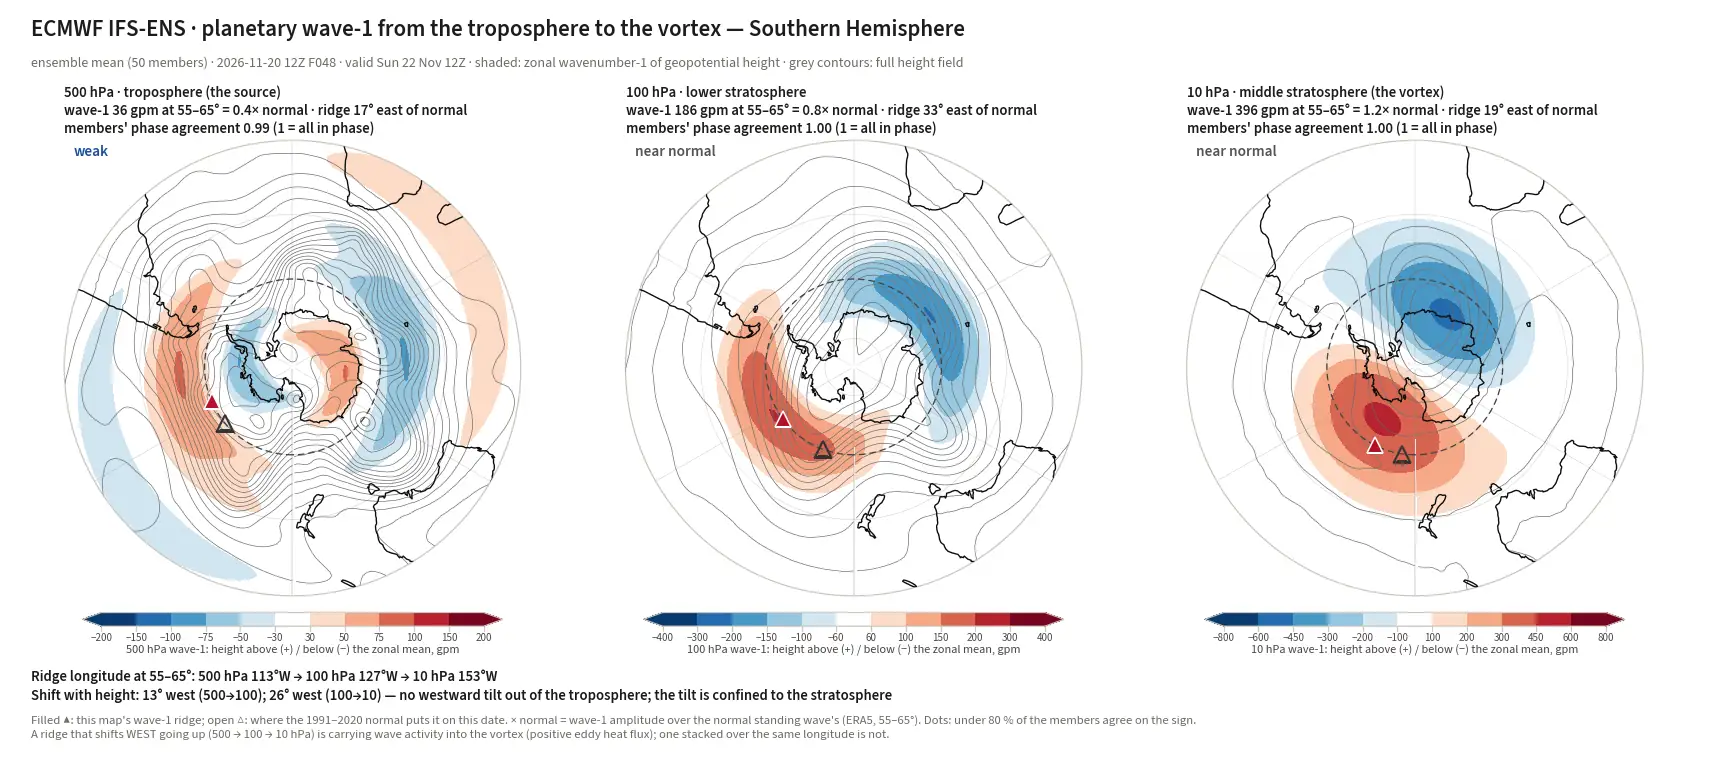 ECMWF IFS-ENS · planetary wave-1 from the troposphere to the vortex — Southern Hemisphere
ensemble mean (50 members) · 2026-11-20 12Z F048 · valid Sun 22 Nov 12Z · shaded: zonal wavenumber-1 of geopotential height · grey contours: full height field
500 hPa · troposphere (the source)
wave-1 36 gpm at 55–65° = 0.4× normal · ridge 17° east of normal
members' phase agreement 0.99 (1 = all in phase)
weak
100 hPa · lower stratosphere
wave-1 186 gpm at 55–65° = 0.8× normal · ridge 33° east of normal
members' phase agreement 1.00 (1 = all in phase)
near normal
10 hPa · middle stratosphere (the vortex)
wave-1 396 gpm at 55–65° = 1.2× normal · ridge 19° east of normal
members' phase agreement 1.00 (1 = all in phase)
near normal
−200 −150 −100 −75 −50 −30 30 50 75 100 150 200
500 hPa wave-1: height above (+) / below (−) the zonal mean, gpm
−400 −300 −200 −150 −100 −60 60 100 150 200 300 400
100 hPa wave-1: height above (+) / below (−) the zonal mean, gpm
−800 −600 −450 −300 −200 −100 100 200 300 450 600 800
10 hPa wave-1: height above (+) / below (−) the zonal mean, gpm
Ridge longitude at 55–65°: 500 hPa 113°W → 100 hPa 127°W → 10 hPa 153°W
Shift with height: 13° west (500→100); 26° west (100→10) — no westward tilt out of the troposphere; the tilt is confined to the stratosphere
Filled ▲: this map's wave-1 ridge; open △: where the 1991–2020 normal puts it on this date. × normal = wave-1 amplitude over the normal standing wave's (ERA5, 55–65°). Dots: under 80 % of the members agree on the sign.
A ridge that shifts WEST going up (500 → 100 → 10 hPa) is carrying wave activity into the vortex (positive eddy heat flux); one stacked over the same longitude is not.